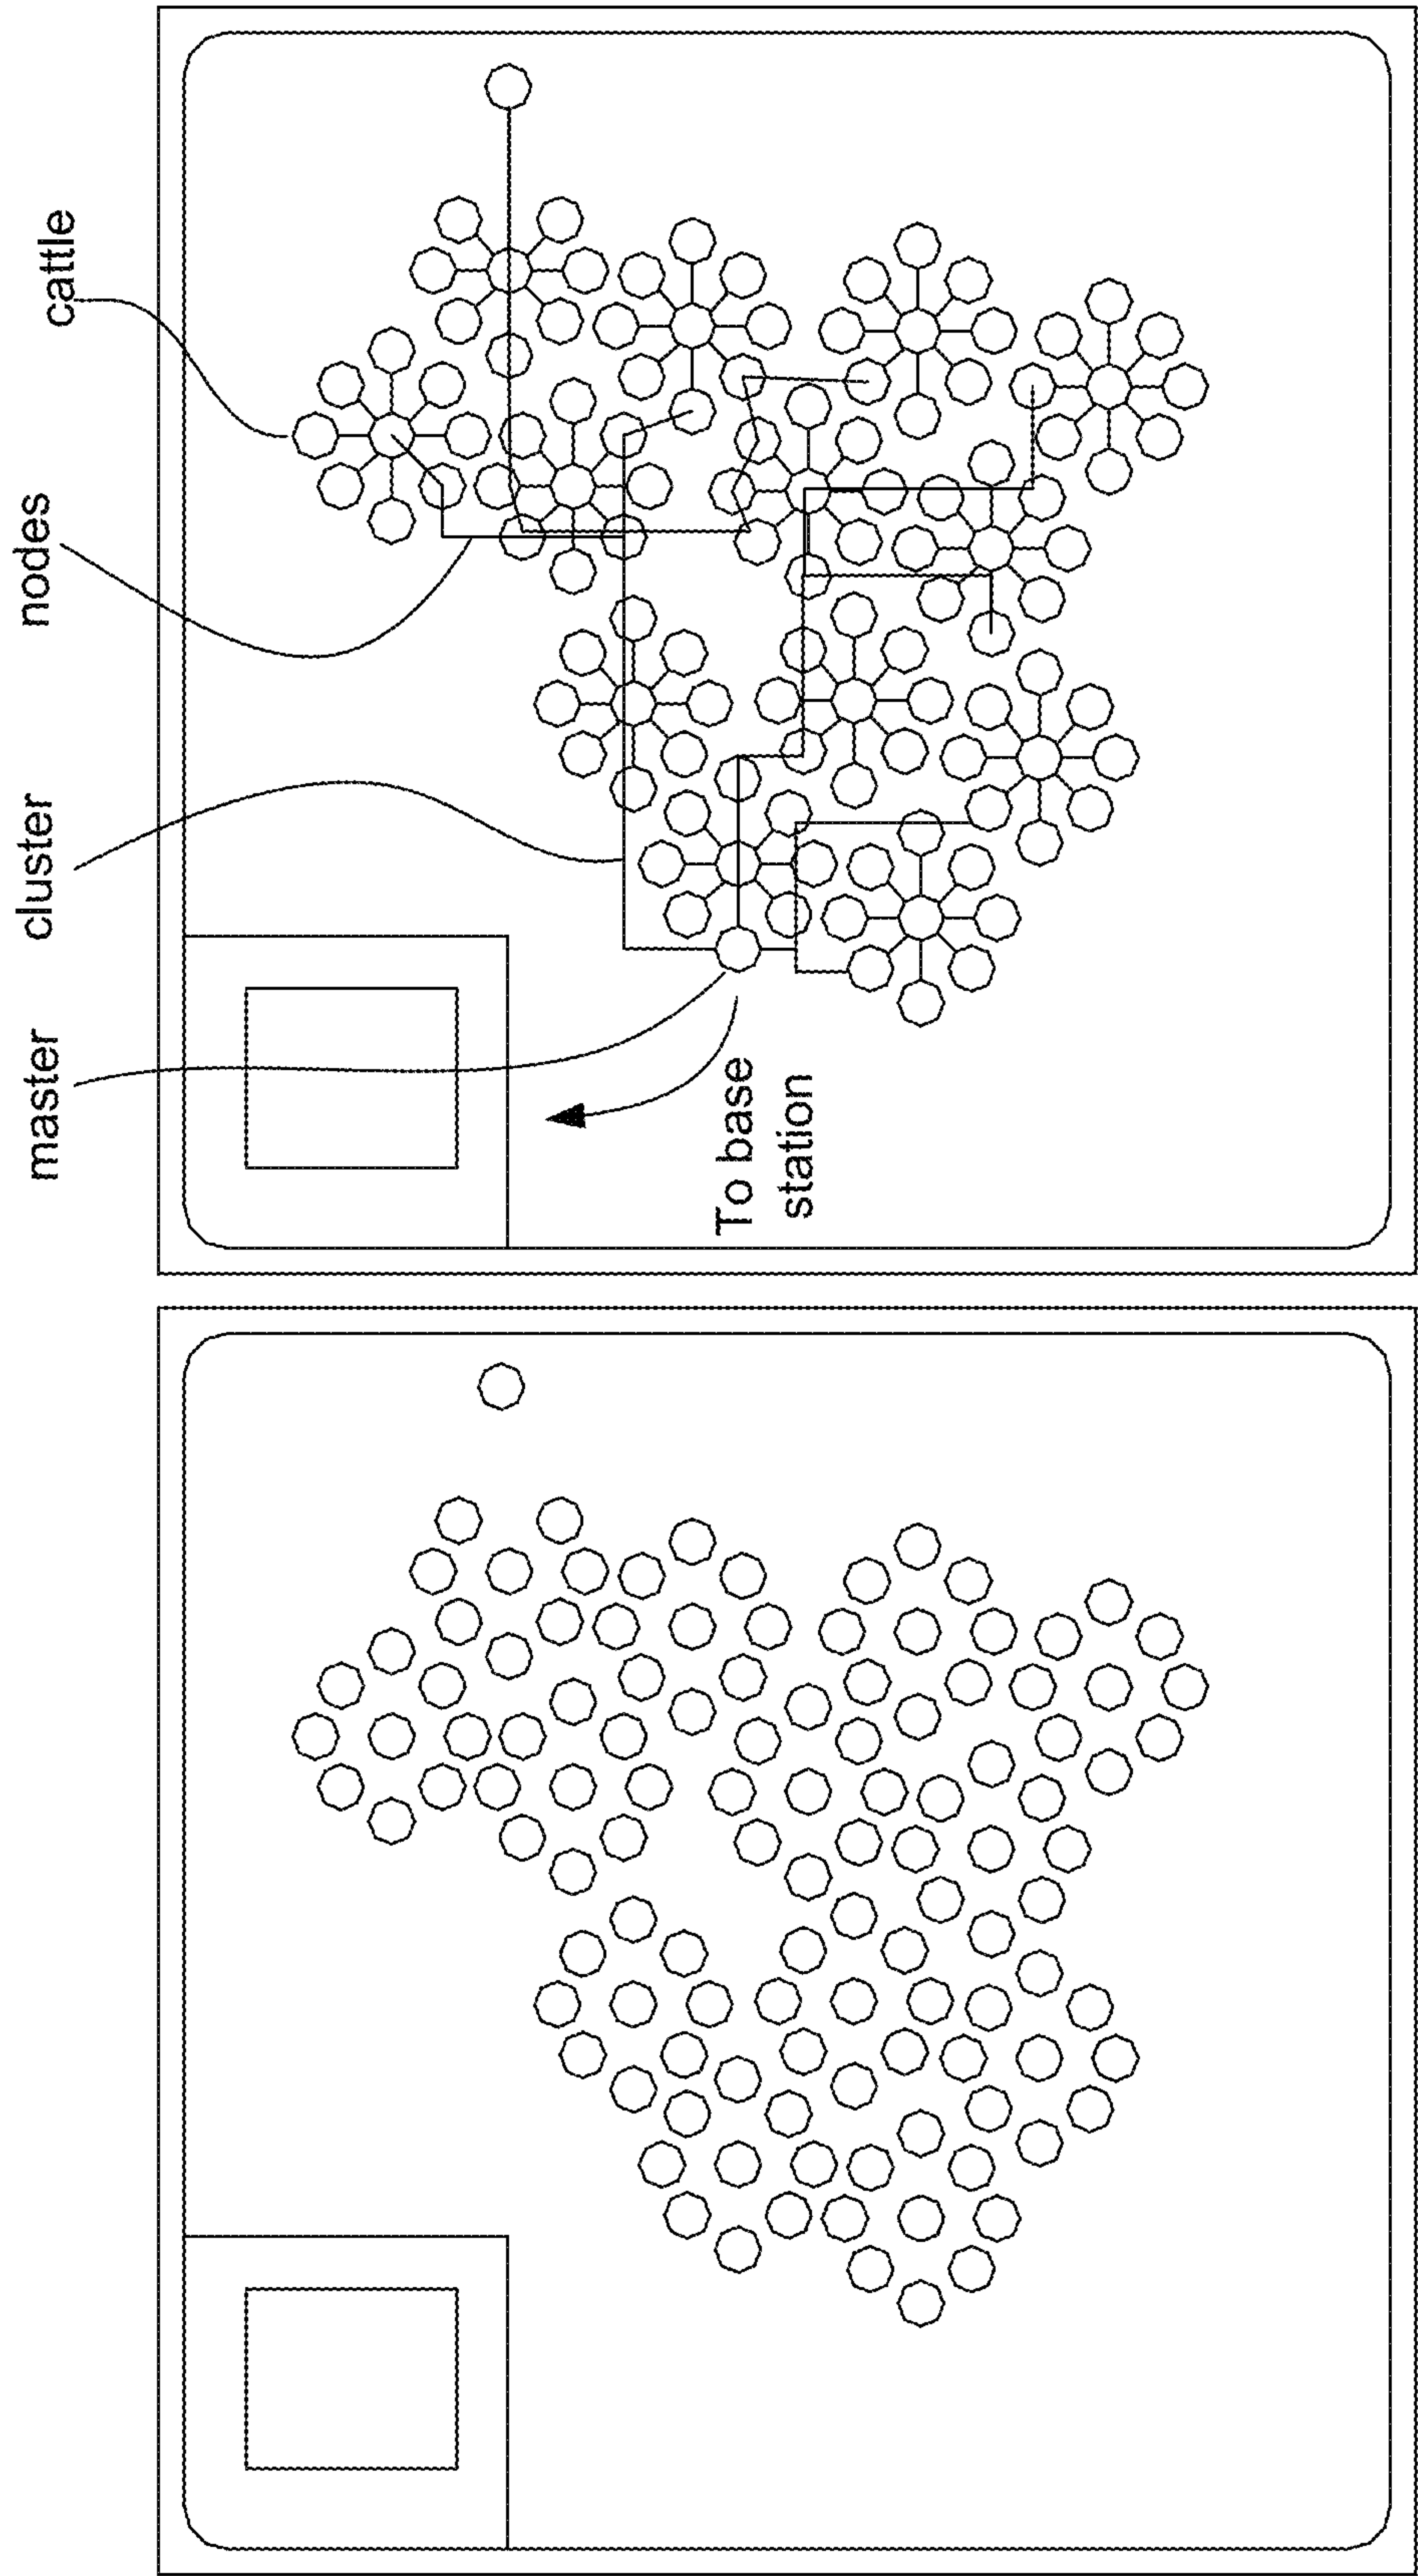 master
cluster
nodes
cattle
To base
station